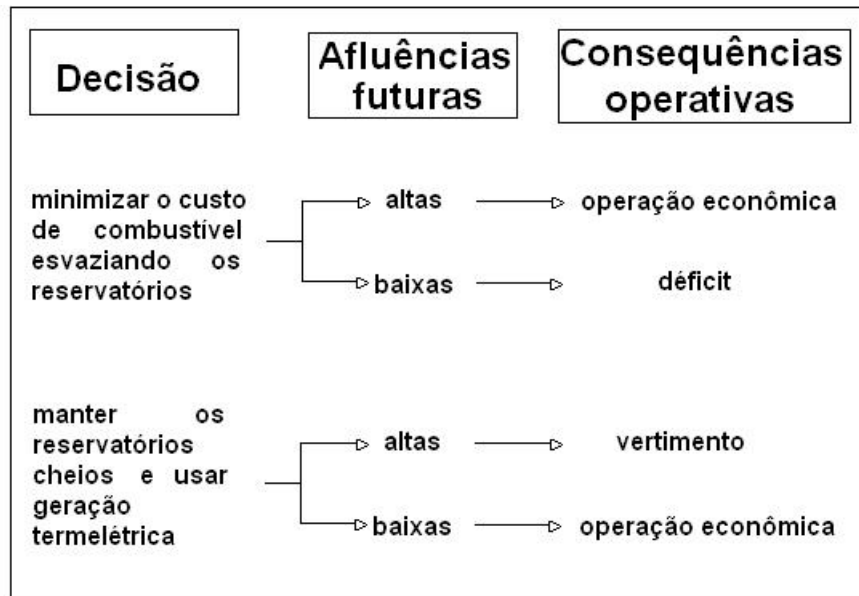 Decisão
Afluências
futuras
Consequências
operativas
minimizar o custo
de combustível
esvaziando os
reservatórios
altas
operação econômica
baixas
déficit
manter os
reservatórios
cheios e usar
geração
termelétrica
altas
vertimento
baixas
operação econômica